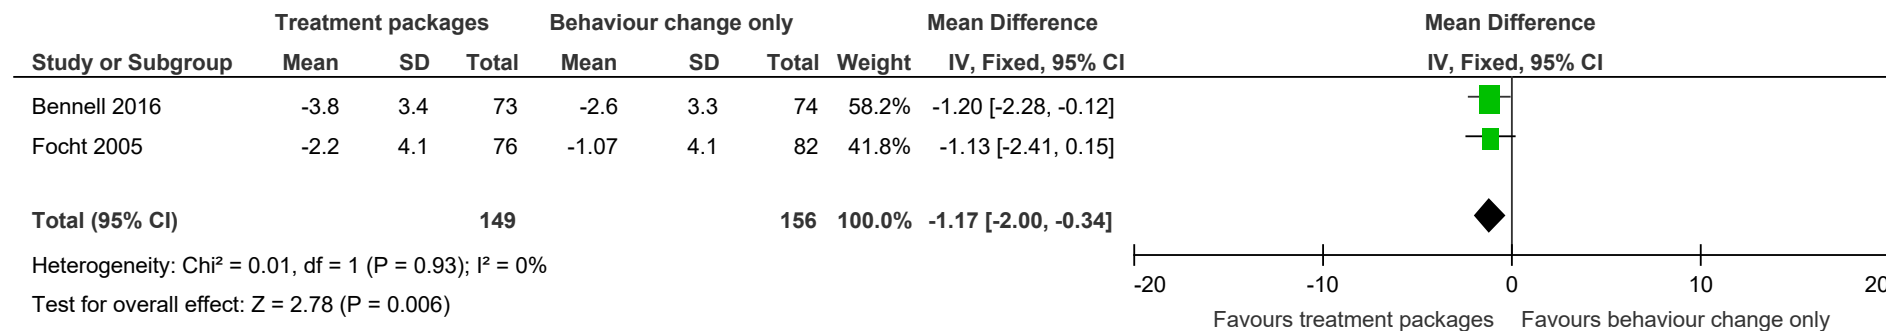 Treatment packages Behaviour change only Mean Difference Mean Difference
Study or Subgroup Mean SD Total Mean SD Total Weight IV, Fixed, 95% CI IV, Fixed, 95% CI
Bennell 2016 -3.8 3.4 73 -2.6 3.3 74 58.2% -1.20 [-2.28, -0.12]
Focht 2005 -2.2 4.1 76 -1.07 4.1 82 41.8% -1.13 [-2.41, 0.15]
Total (95% CI) 149 156 100.0% -1.17 [-2.00, -0.34]
Heterogeneity: Chi² = 0.01, df = 1 (P = 0.93); I² = 0%
Test for overall effect: Z = 2.78 (P = 0.006)
-20 -10 0 10 20
Favours treatment packages Favours behaviour change only